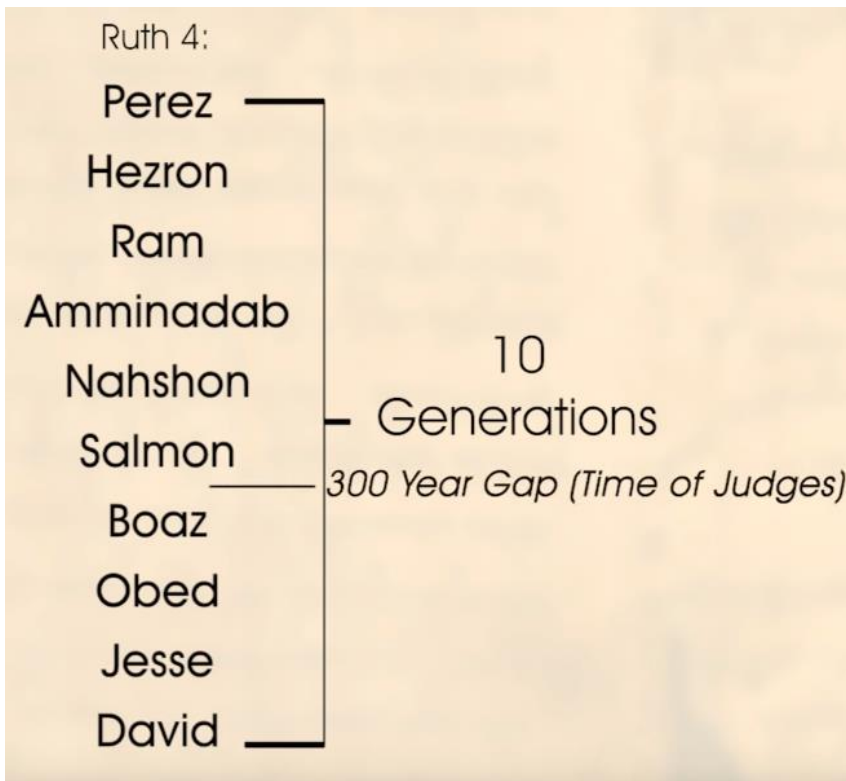 Ruth 4:
Perez
Hezron
Ram
Amminadab
Nahshon
Salmon
Boaz
Obed
Jesse
David
10
Generations
300 Year Gap (Time of Judges)